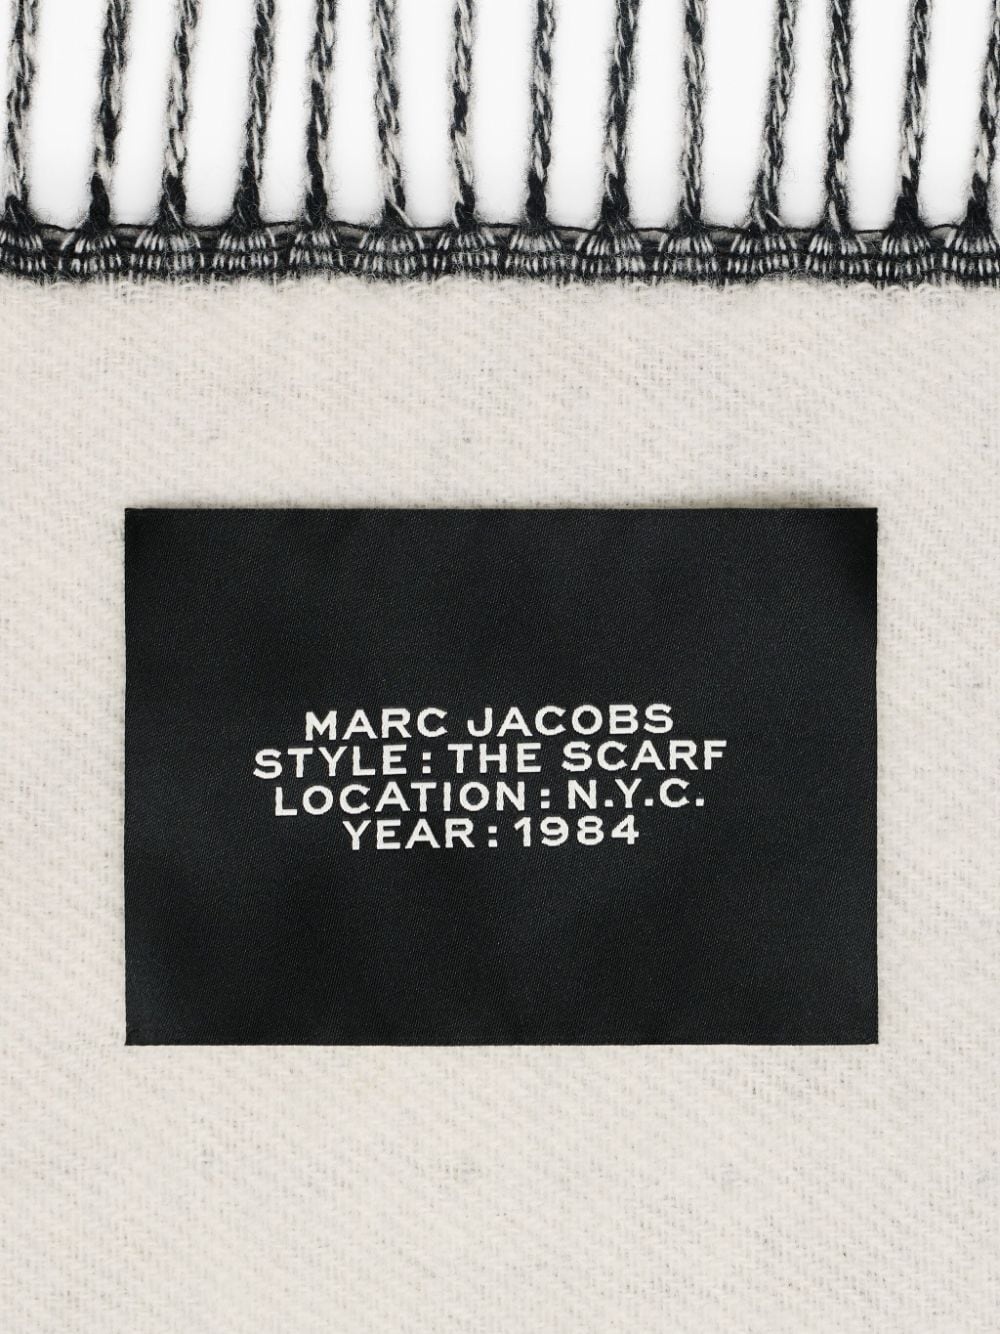 MARC JACOBS
STYLE : THE SCARF
LOCATION : N.Y.C.
YEAR : 1984